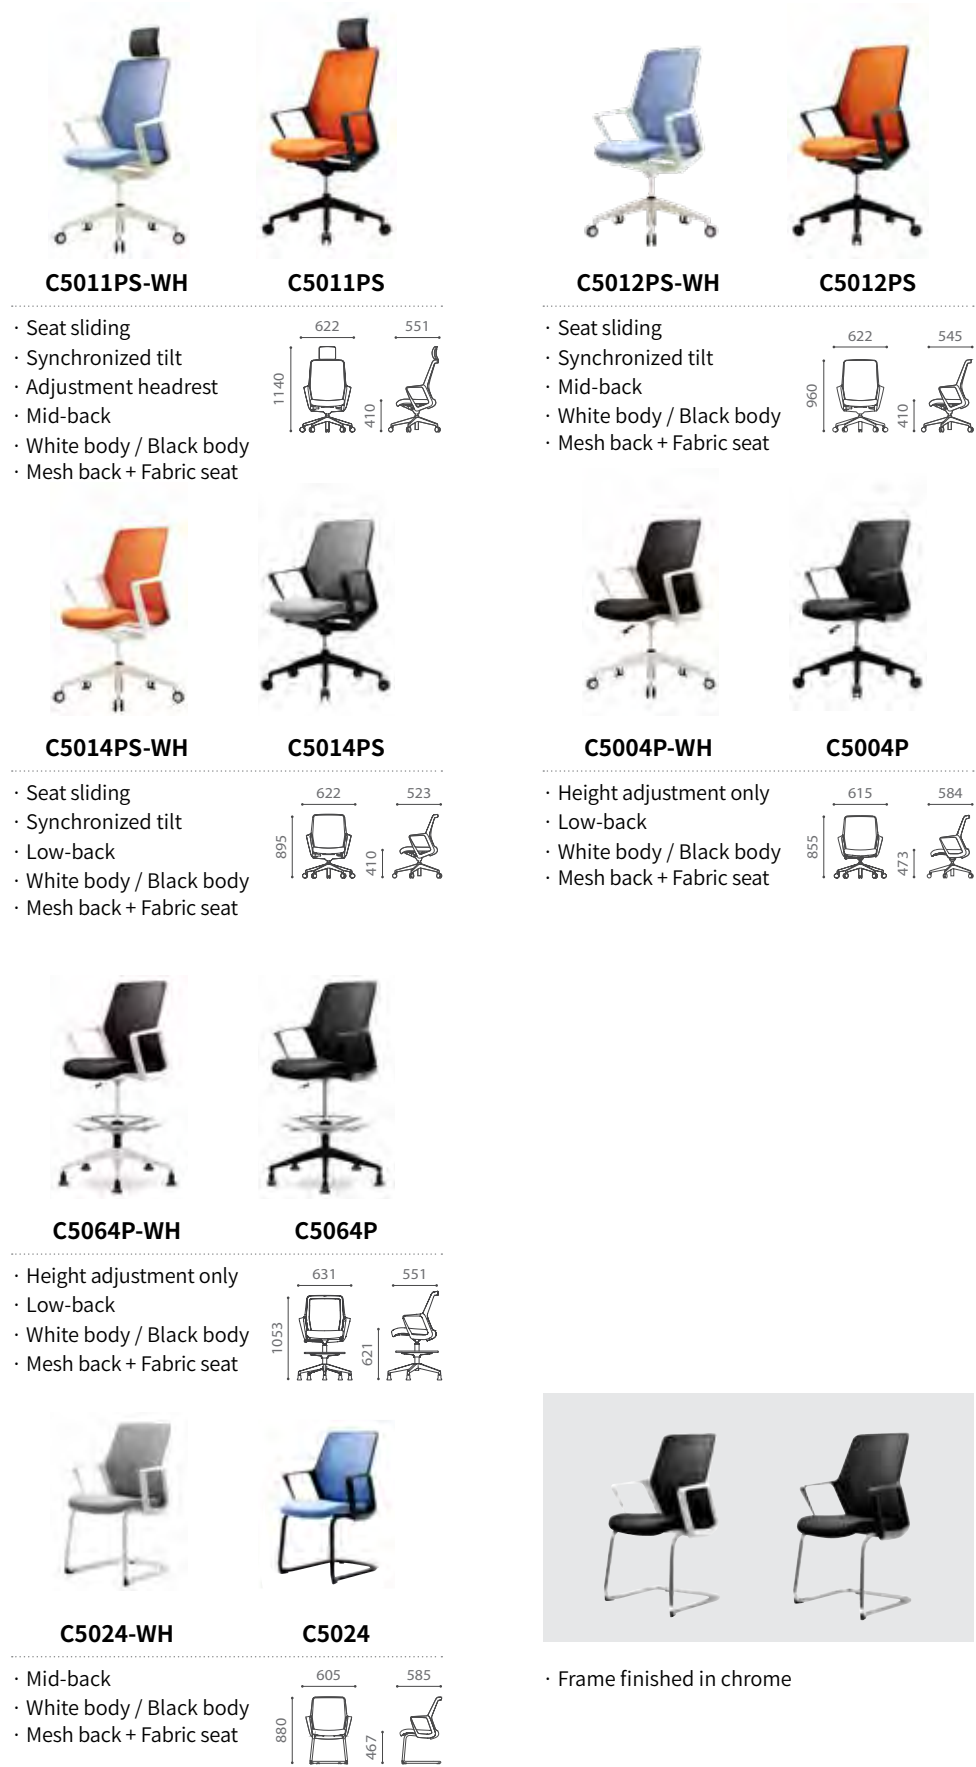 C5011PS-WH
C5011PS
· Seat sliding
· Synchronized tilt
· Adjustment headrest
· Mid-back
· White body / Black body
· Mesh back + Fabric seat
622
551
1140
410
C5012PS-WH
C5012PS
· Seat sliding
· Synchronized tilt
· Mid-back
· White body / Black body
· Mesh back + Fabric seat
622
545
960
410
C5014PS-WH
C5014PS
· Seat sliding
· Synchronized tilt
· Low-back
· White body / Black body
· Mesh back + Fabric seat
622
523
895
410
C5004P-WH
C5004P
· Height adjustment only
· Low-back
· White body / Black body
· Mesh back + Fabric seat
615
584
855
473
C5064P-WH
C5064P
· Height adjustment only
· Low-back
· White body / Black body
· Mesh back + Fabric seat
631
551
1053
621
C5024-WH
C5024
· Mid-back
· White body / Black body
· Mesh back + Fabric seat
605
585
880
467
· Frame finished in chrome